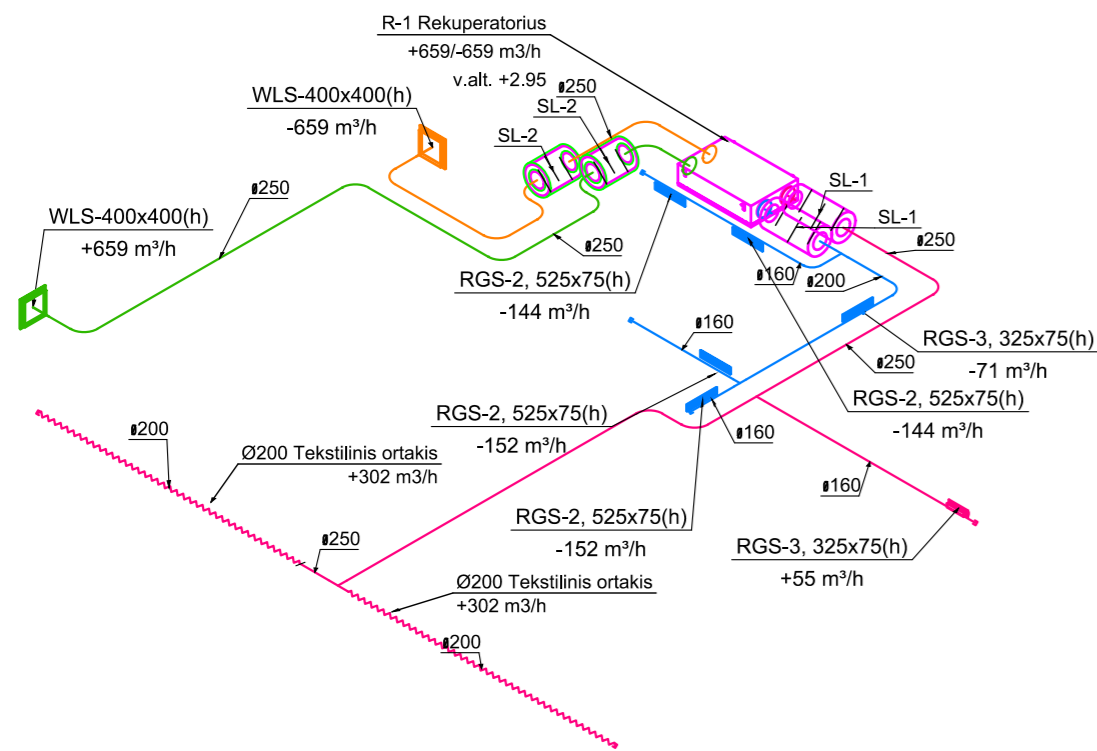 R-1 Rekuperatorius
+659/-659 m3/h
v.alt. +2.95
ø250
WLS-400x400(h)
-659 m³/h
SL-2
SL-2
SL-1
SL-1
ø250
WLS-400x400(h)
+659 m³/h
ø250
ø250
RGS-2, 525x75(h)
-144 m³/h
ø160
ø200
ø160
RGS-3, 325x75(h)
-71 m³/h
ø250
RGS-2, 525x75(h)
-144 m³/h
RGS-2, 525x75(h)
-152 m³/h
ø160
ø200
Ø200 Tekstilinis ortakis
+302 m3/h
ø160
RGS-2, 525x75(h)
-152 m³/h
RGS-3, 325x75(h)
+55 m³/h
ø250
Ø200 Tekstilinis ortakis
+302 m3/h
ø200